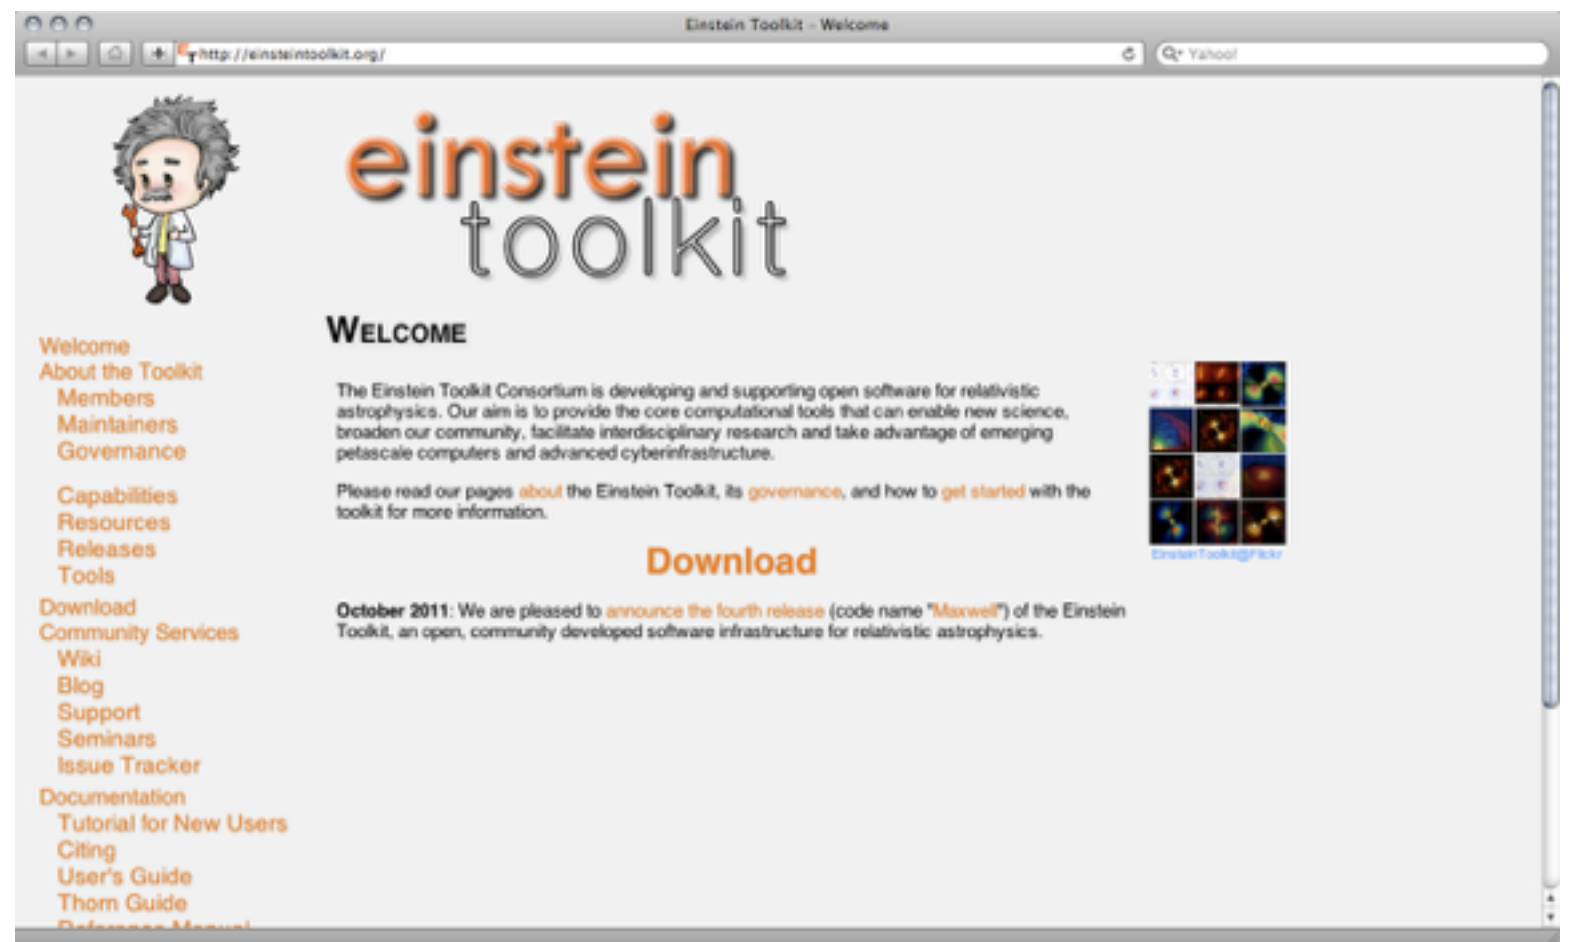 Einstein Toolkit – Welcome
http://einsteintoolkit.org/
Yahoo!
einstein
toolkit
Welcome
About the Toolkit
Members
Maintainers
Governance
Capabilities
Resources
Releases
Tools
Download
Community Services
Wiki
Blog
Support
Seminars
Issue Tracker
Documentation
Tutorial for New Users
Citing
User's Guide
Thorn Guide
Reference Manual
WELCOME
The Einstein Toolkit Consortium is developing and supporting open software for relativistic
astrophysics. Our aim is to provide the core computational tools that can enable new science,
broaden our community, facilitate interdisciplinary research and take advantage of emerging
petascale computers and advanced cyberinfrastructure.
Please read our pages about the Einstein Toolkit, its governance, and how to get started with the
toolkit for more information.
Download
October 2011: We are pleased to announce the fourth release (code name "Maxwell") of the Einstein
Toolkit, an open, community developed software infrastructure for relativistic astrophysics.
EinsteinToolkit@Flickr